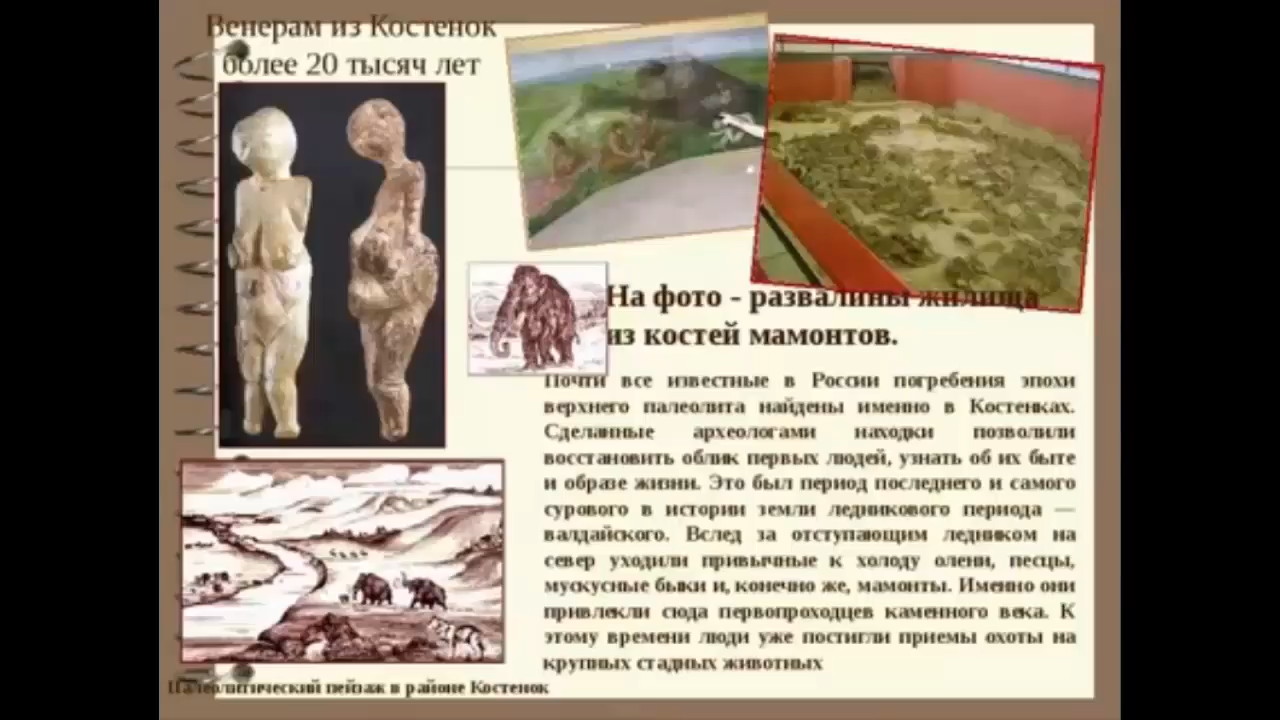 Венерам из Костенок
более 20 тысяч лет
На фото - развалины жилища
из костей мамонтов.
Почти все известные в России погребения эпохи
верхнего палеолита найдены именно в Костенках.
Сделанные археологами находки позволили
восстановить облик первых людей, узнать об их быте
и образе жизни. Это был период последнего и самого
сурового в истории земли ледникового периода —
валдайского. Вслед за отступающим ледником на
север уходили привычные к холоду олени, песцы,
мускусные быки и, конечно же, мамонты. Именно они
привлекли сюда первопроходцев каменного века. К
этому времени люди уже постигли приемы охоты на
крупных стадных животных
Палеолитический пейзаж в районе Костенок